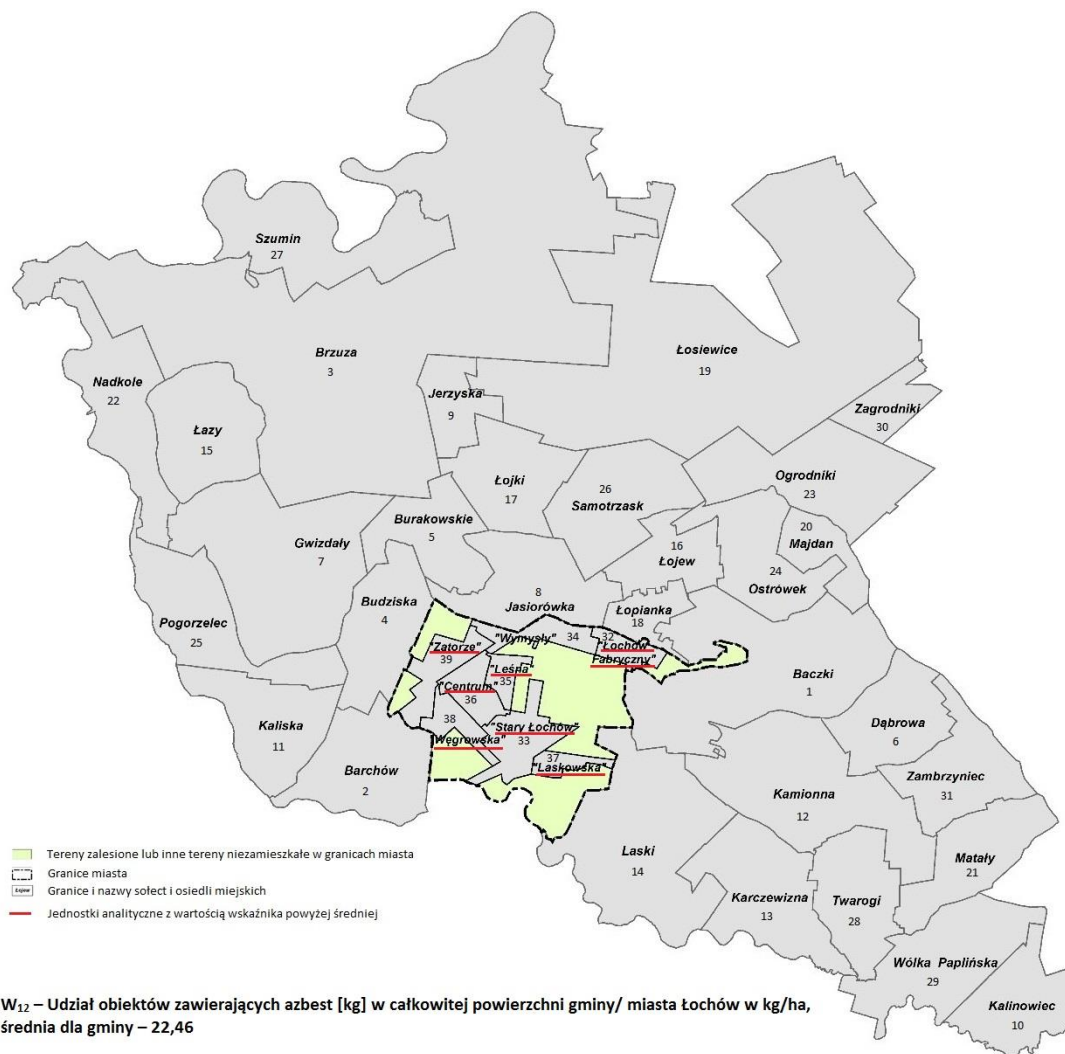 Szumin
27
Brzuza
3
Łosiewice
19
Nadkole
22
Jerzyska
9
Zagrodniki
30
Łazy
15
Łojki
17
26
Samotrzask
Ogrodniki
23
Burakowskie
5
20
Majdan
Gwizdały
7
16
Łojew
24
Ostrówek
8
Jasiorówka
Budziska
4
Łopianka
18
Pogorzelec
25
"Wymysły"
34
32
"Łochów
Fabryczny"
"Zatorze"
39
"Leśna"
35
Baczki
1
"Centrum"
36
Kaliska
11
38
"Stary Łochów"
33
Dąbrowa
6
"Węgrowska"
37
"Laskowska"
Barchów
2
Zambrzyniec
31
Kamionna
12
Laski
14
Matały
21
Karczewizna
13
Twarogi
28
Wólka Paplińska
29
Kalinowiec
10
Tereny zalesione lub inne tereny niezamieszkałe w granicach miasta
Granice miasta
Granice i nazwy sołect i osiedli miejskich
Jednostki analityczne z wartością wskaźnika powyżej średniej
W₁₂ – Udział obiektów zawierających azbest [kg] w całkowitej powierzchni gminy/ miasta Łochów w kg/ha,
średnia dla gminy – 22,46